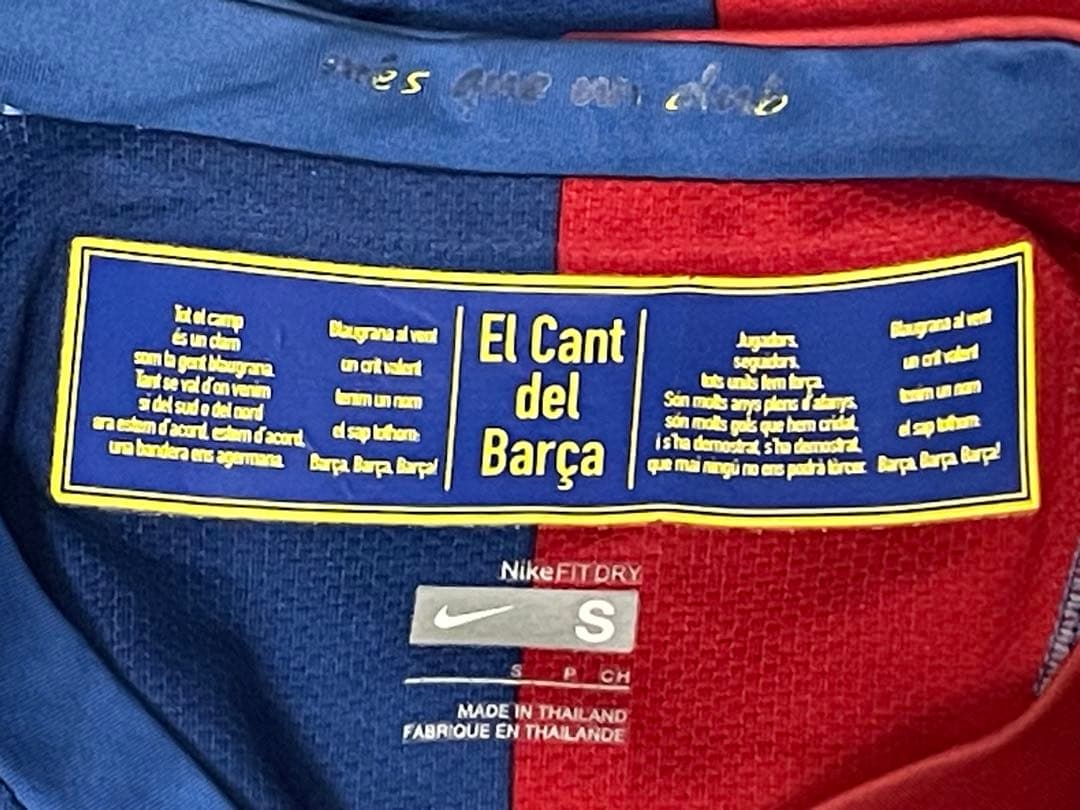 més que un club
Tot el camp
és un clam
som la gent blaugrana.
Tant se val d'on venim
si del sud o del nord
ara estem d'acord, estem d'acord,
una bandera ens agermana.
Blaugrana al vent
un crit valent
tenim un nom
el sap tothom:
Barça, Barça, Barça!
El Cant
del
Barça
Jugadors,
seguidors,
tots units fem força.
Són molts anys plens d'afanys,
són molts gols que hem cridat,
i s'ha demostrat, s'ha demostrat,
que mai ningú no ens podrà tòrcer.
Blaugrana al vent
un crit valent
tenim un nom
el sap tothom:
Barça, Barça, Barça!
NikeFIT DRY
S
S P CH
MADE IN THAILAND
FABRIQUE EN THAILANDE